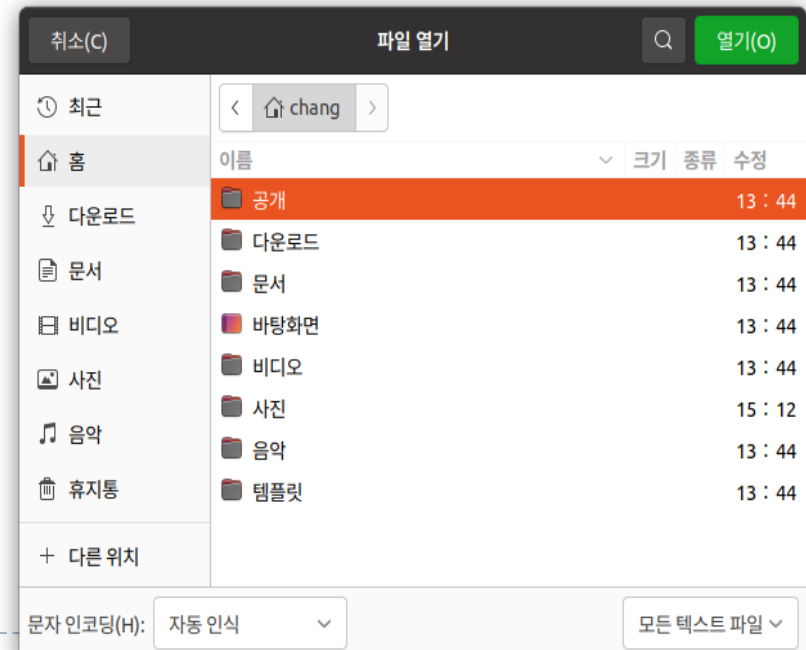 취소(C) 파일 열기 열기(O)
최근
홈
다운로드
문서
비디오
사진
음악
휴지통
다른 위치
chang
이름 크기 종류 수정
공개 13：44
다운로드 13：44
문서 13：44
바탕화면 13：44
비디오 13：44
사진 15：12
음악 13：44
템플릿 13：44
문자 인코딩(H): 자동 인식 모든 텍스트 파일